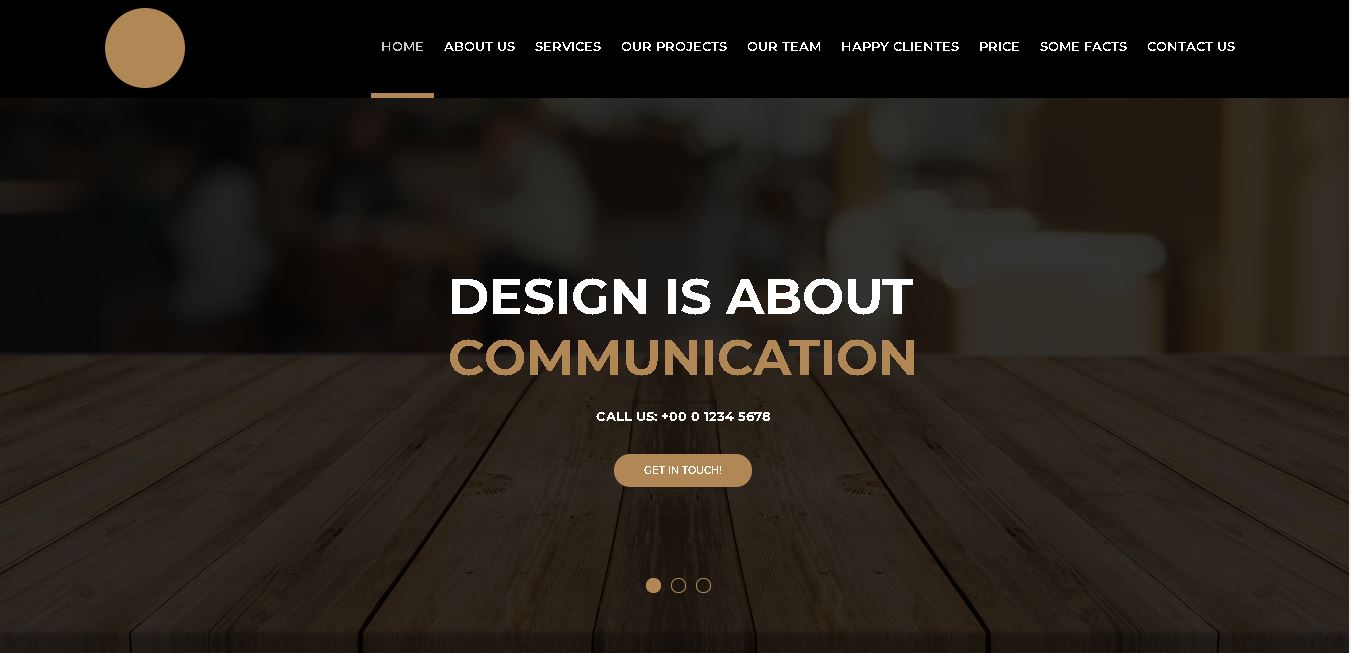 HOME ABOUT US SERVICES OUR PROJECTS OUR TEAM HAPPY CLIENTES PRICE SOME FACTS CONTACT US
DESIGN IS ABOUT
COMMUNICATION
CALL US: +00 0 1234 5678
GET IN TOUCH!